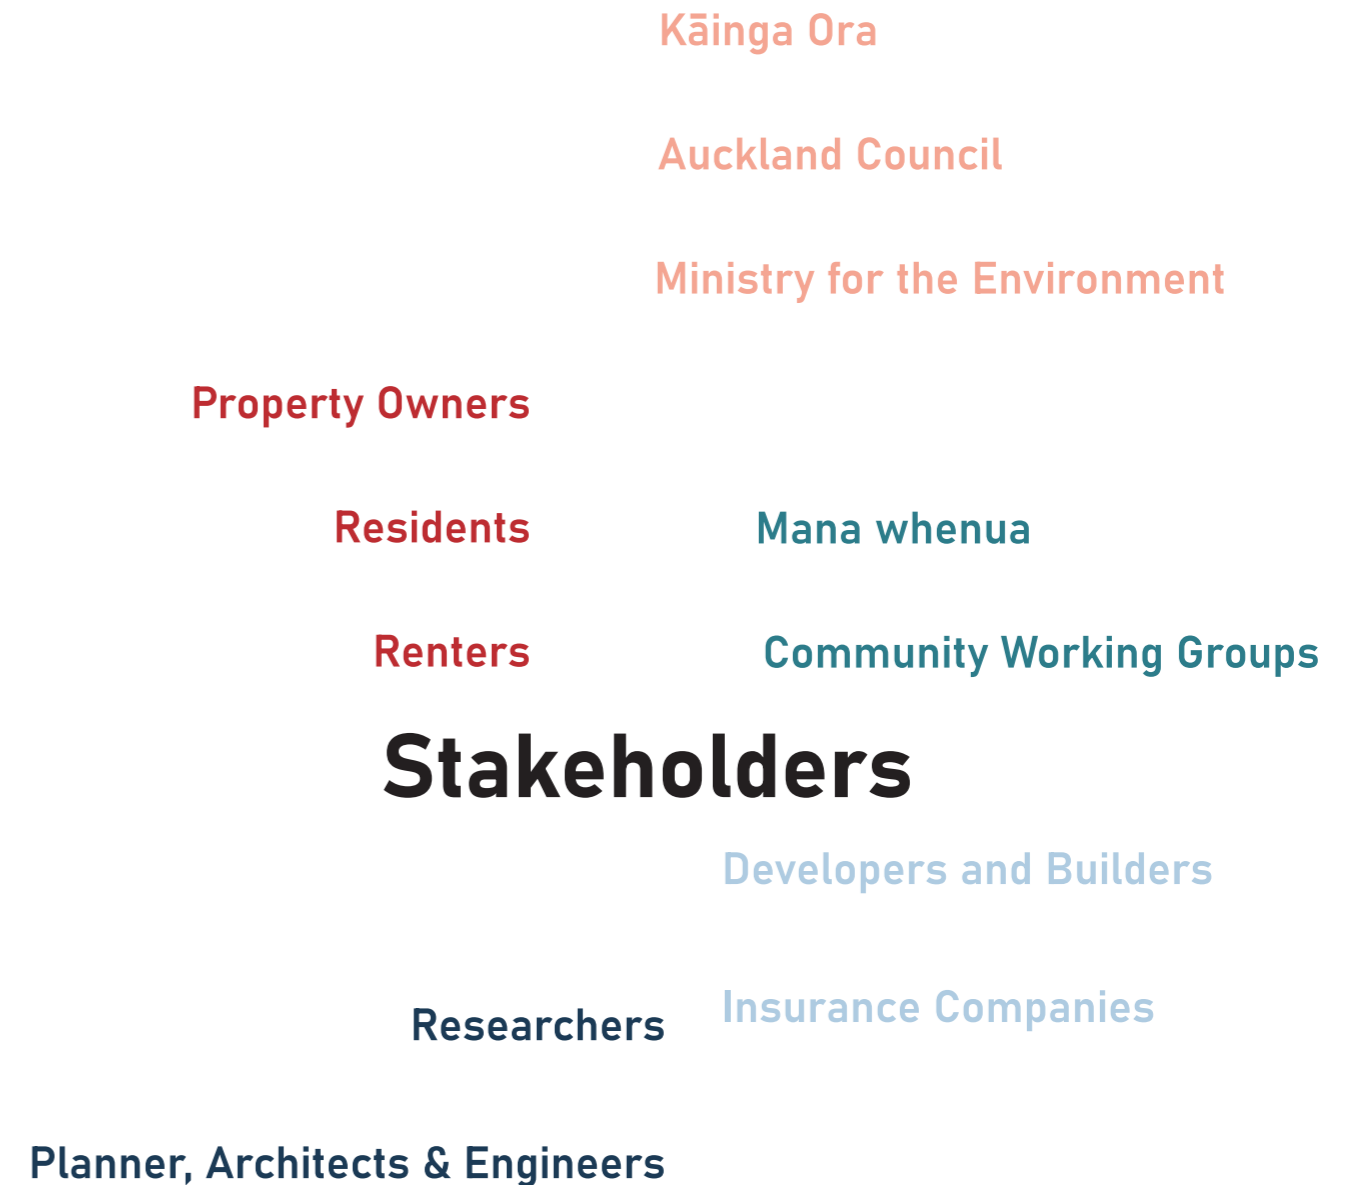 Kāinga Ora
Auckland Council
Ministry for the Environment
Property Owners
Residents
Mana whenua
Renters
Community Working Groups
Stakeholders
Developers and Builders
Insurance Companies
Researchers
Planner, Architects & Engineers